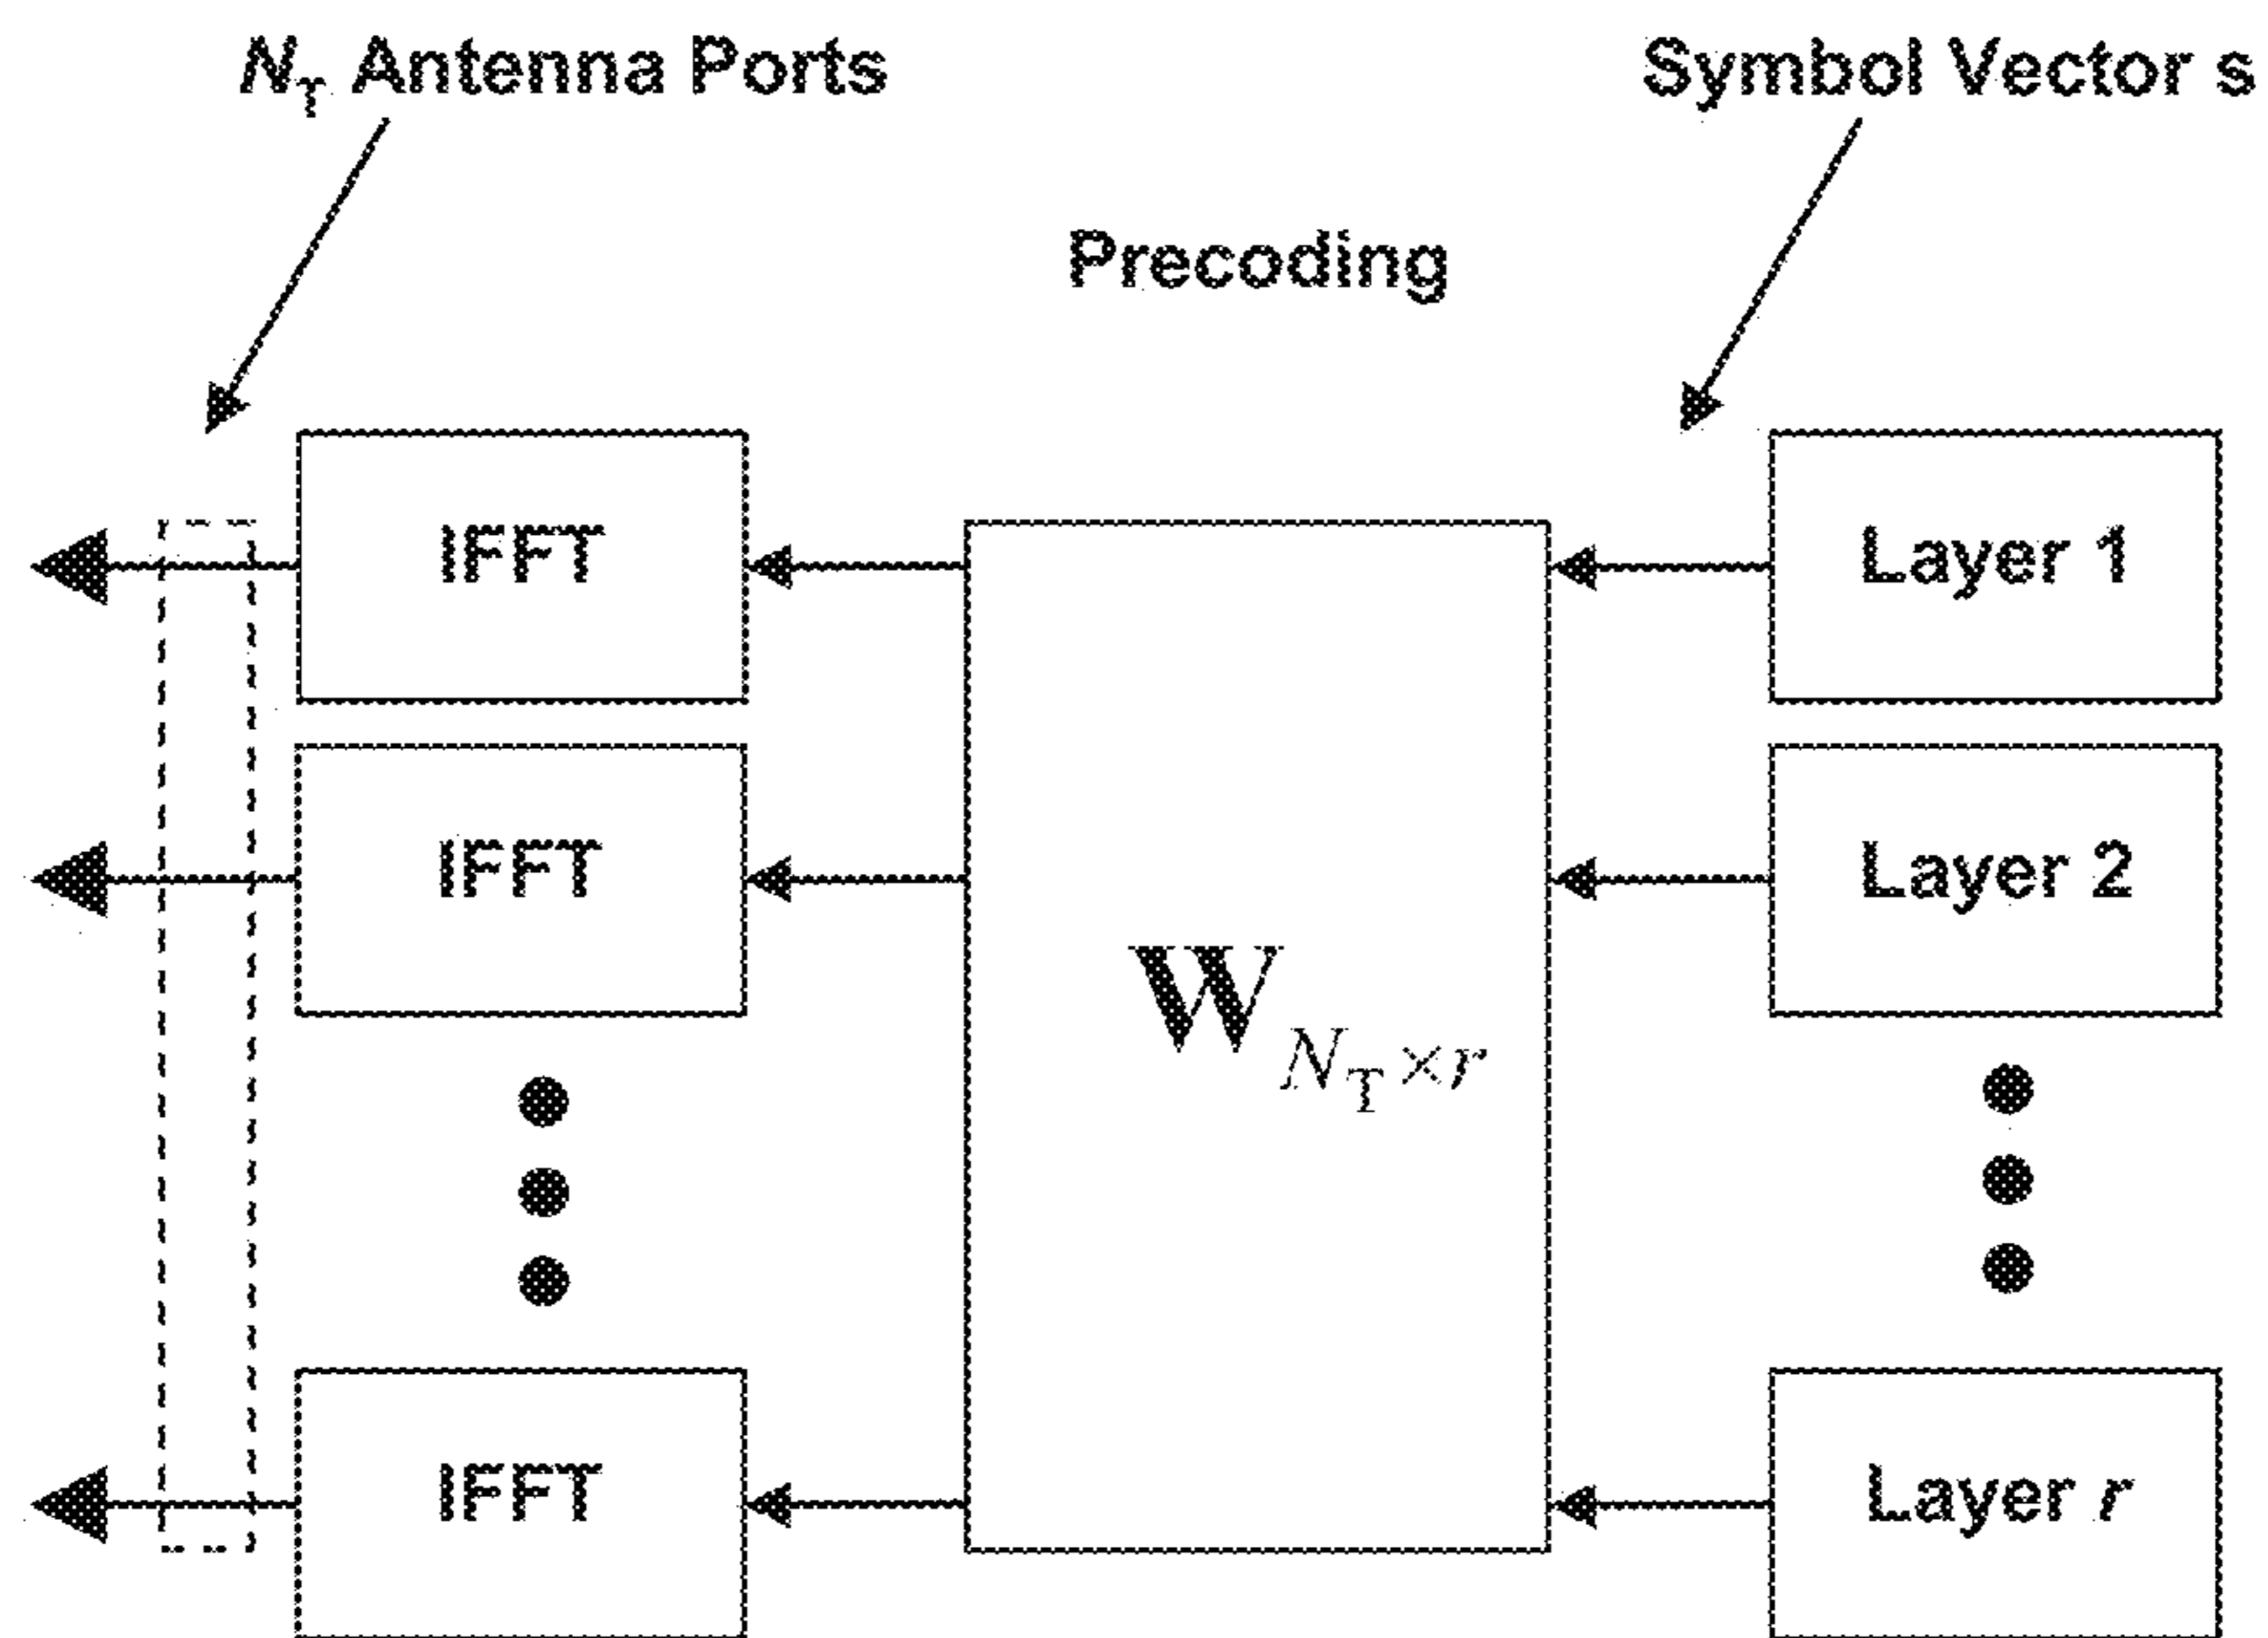 N_T Antenna Ports
Symbol Vector s
Precoding
IFFT
Layer 1
IFFT
Layer 2
W_{N_T×r}
IFFT
Layer r